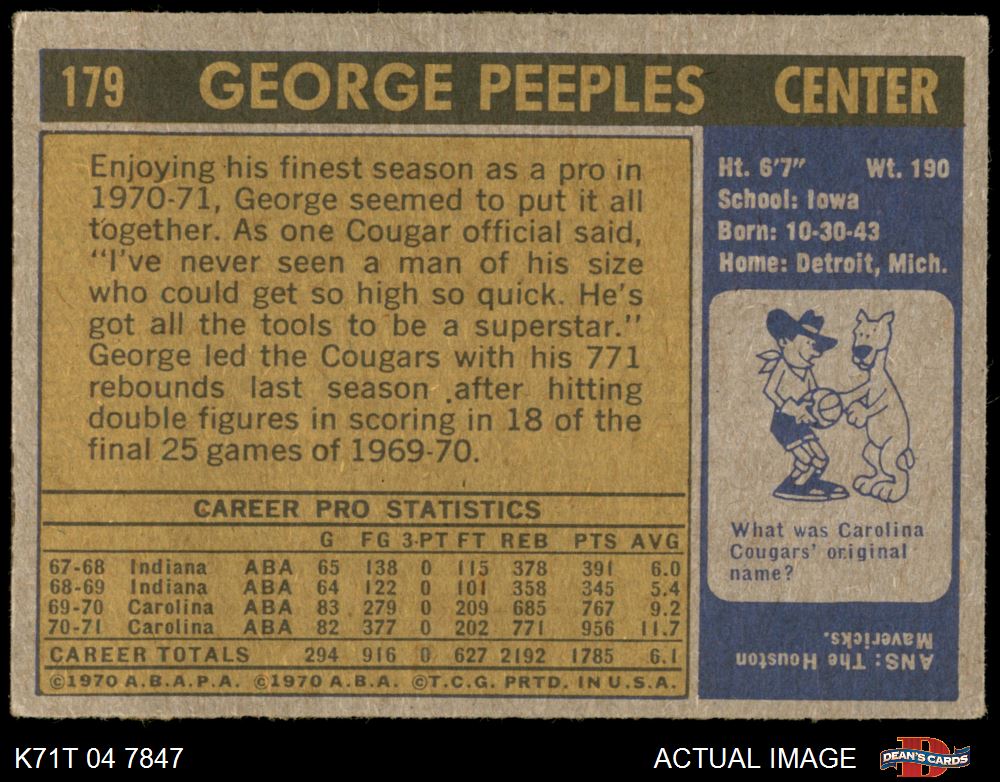 179 GEORGE PEEPLES CENTER
Enjoying his finest season as a pro in
1970-71, George seemed to put it all
together. As one Cougar official said,
“I've never seen a man of his size
who could get so high so quick. He's
got all the tools to be a superstar.”
George led the Cougars with his 771
rebounds last season after hitting
double figures in scoring in 18 of the
final 25 games of 1969-70.
Ht. 6'7” Wt. 190
School: Iowa
Born: 10-30-43
Home: Detroit, Mich.
What was Carolina
Cougars' original
name?
ANS: The Houston
Mavericks.
CAREER PRO STATISTICS
G FG 3-PT FT REB PTS AVG
67-68 Indiana ABA 65 138 0 115 378 391 6.0
68-69 Indiana ABA 64 122 0 101 358 345 5.4
69-70 Carolina ABA 83 279 0 209 685 767 9.2
70-71 Carolina ABA 82 377 0 202 771 956 11.7
CAREER TOTALS 294 916 0 627 2192 1785 6.1
©1970 A.B.A.P.A. ©1970 A.B.A. ©T.C.G. PRTD. IN U.S.A.
K71T 04 7847 ACTUAL IMAGE DEAN'S CARDS